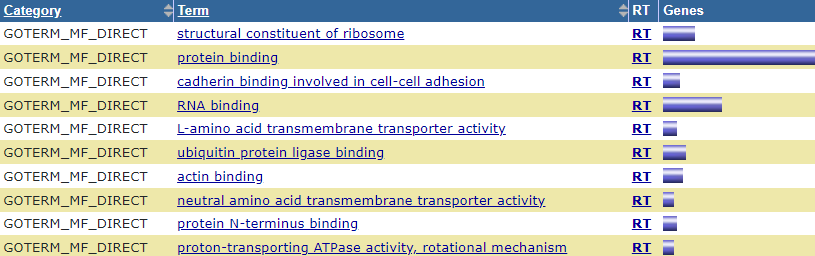 Category Term RT Genes
GOTERM_MF_DIRECT structural constituent of ribosome RT
GOTERM_MF_DIRECT protein binding RT
GOTERM_MF_DIRECT cadherin binding involved in cell-cell adhesion RT
GOTERM_MF_DIRECT RNA binding RT
GOTERM_MF_DIRECT L-amino acid transmembrane transporter activity RT
GOTERM_MF_DIRECT ubiquitin protein ligase binding RT
GOTERM_MF_DIRECT actin binding RT
GOTERM_MF_DIRECT neutral amino acid transmembrane transporter activity RT
GOTERM_MF_DIRECT protein N-terminus binding RT
GOTERM_MF_DIRECT proton-transporting ATPase activity, rotational mechanism RT